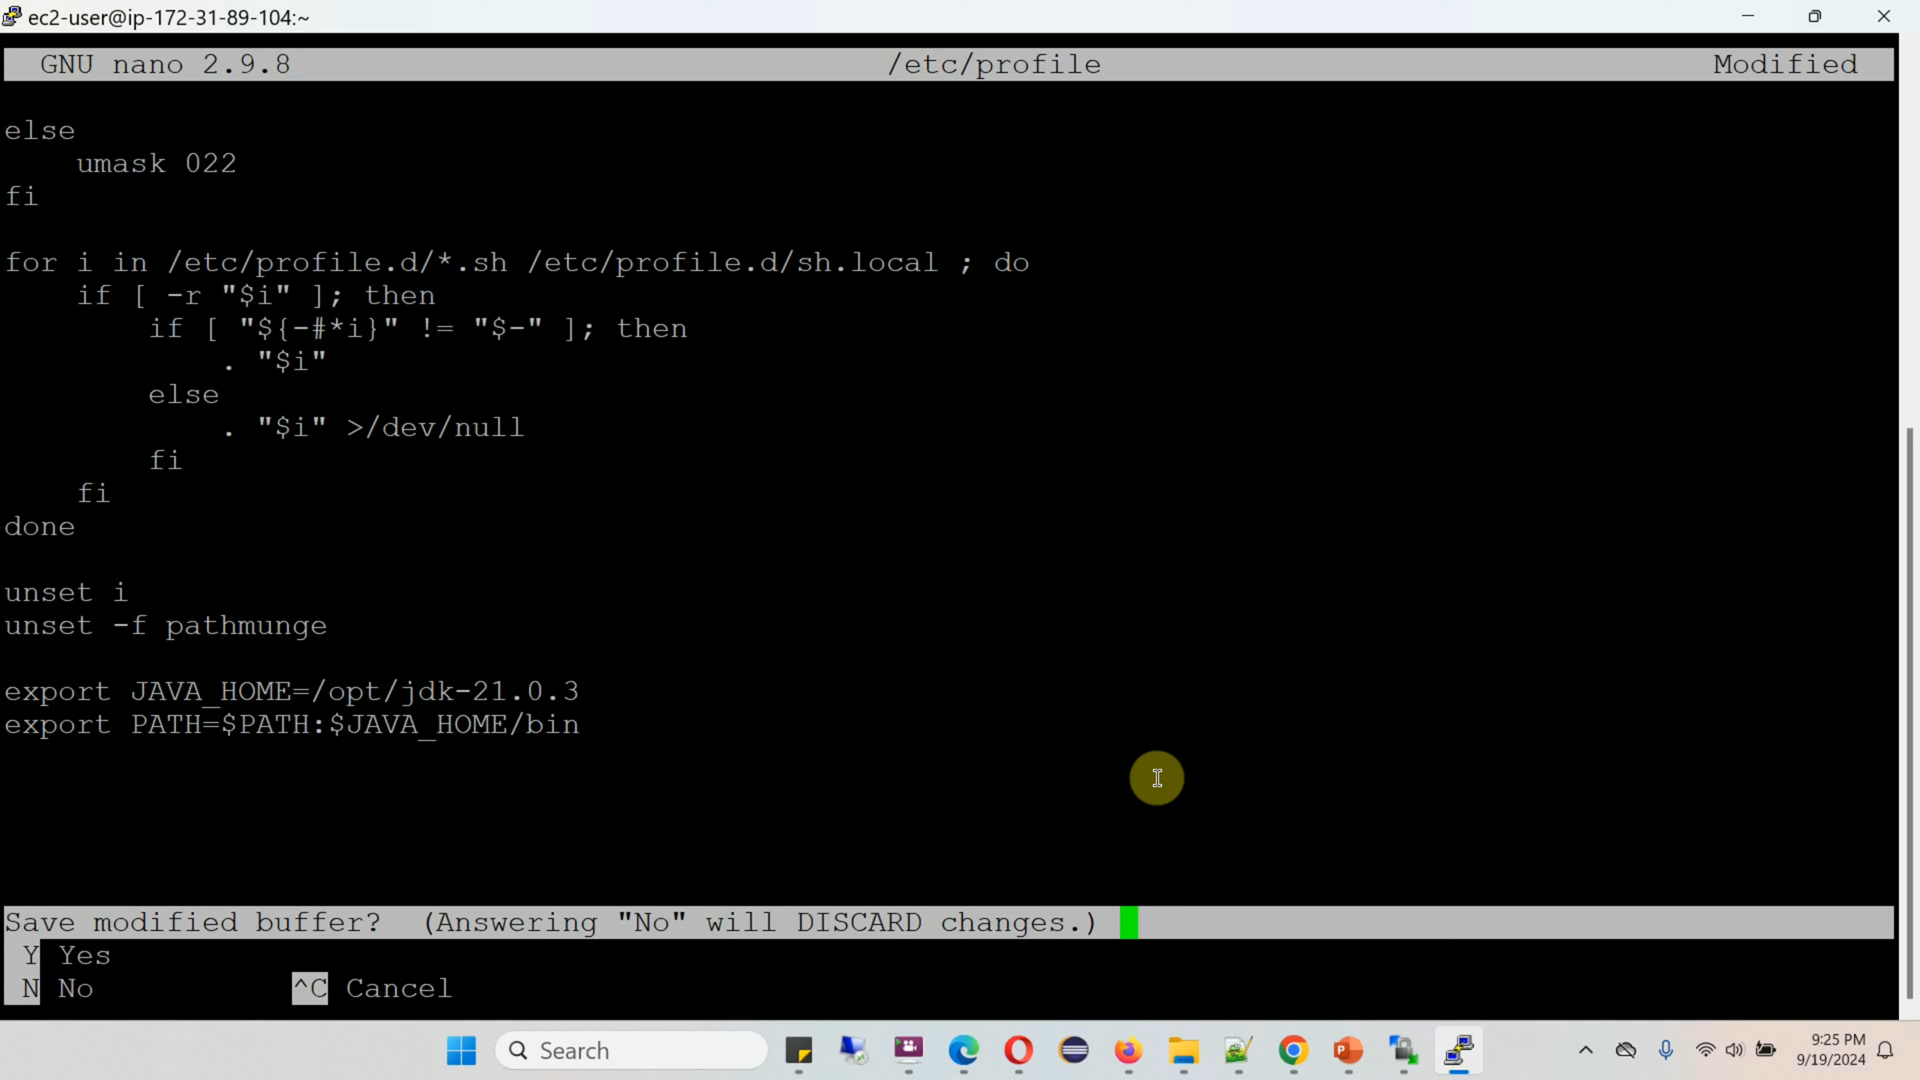 ec2-user@ip-172-31-89-104:~
GNU nano 2.9.8 /etc/profile Modified
else
umask 022
fi
for i in /etc/profile.d/*.sh /etc/profile.d/sh.local ; do
if [ -r "$i" ]; then
if [ "${-#*i}" != "$-" ]; then
. "$i"
else
. "$i" >/dev/null
fi
fi
done
unset i
unset -f pathmunge
export JAVA_HOME=/opt/jdk-21.0.3
export PATH=$PATH:$JAVA_HOME/bin
Save modified buffer? (Answering "No" will DISCARD changes.)
Y Yes
N No ^C Cancel
Search
9:25 PM
9/19/2024